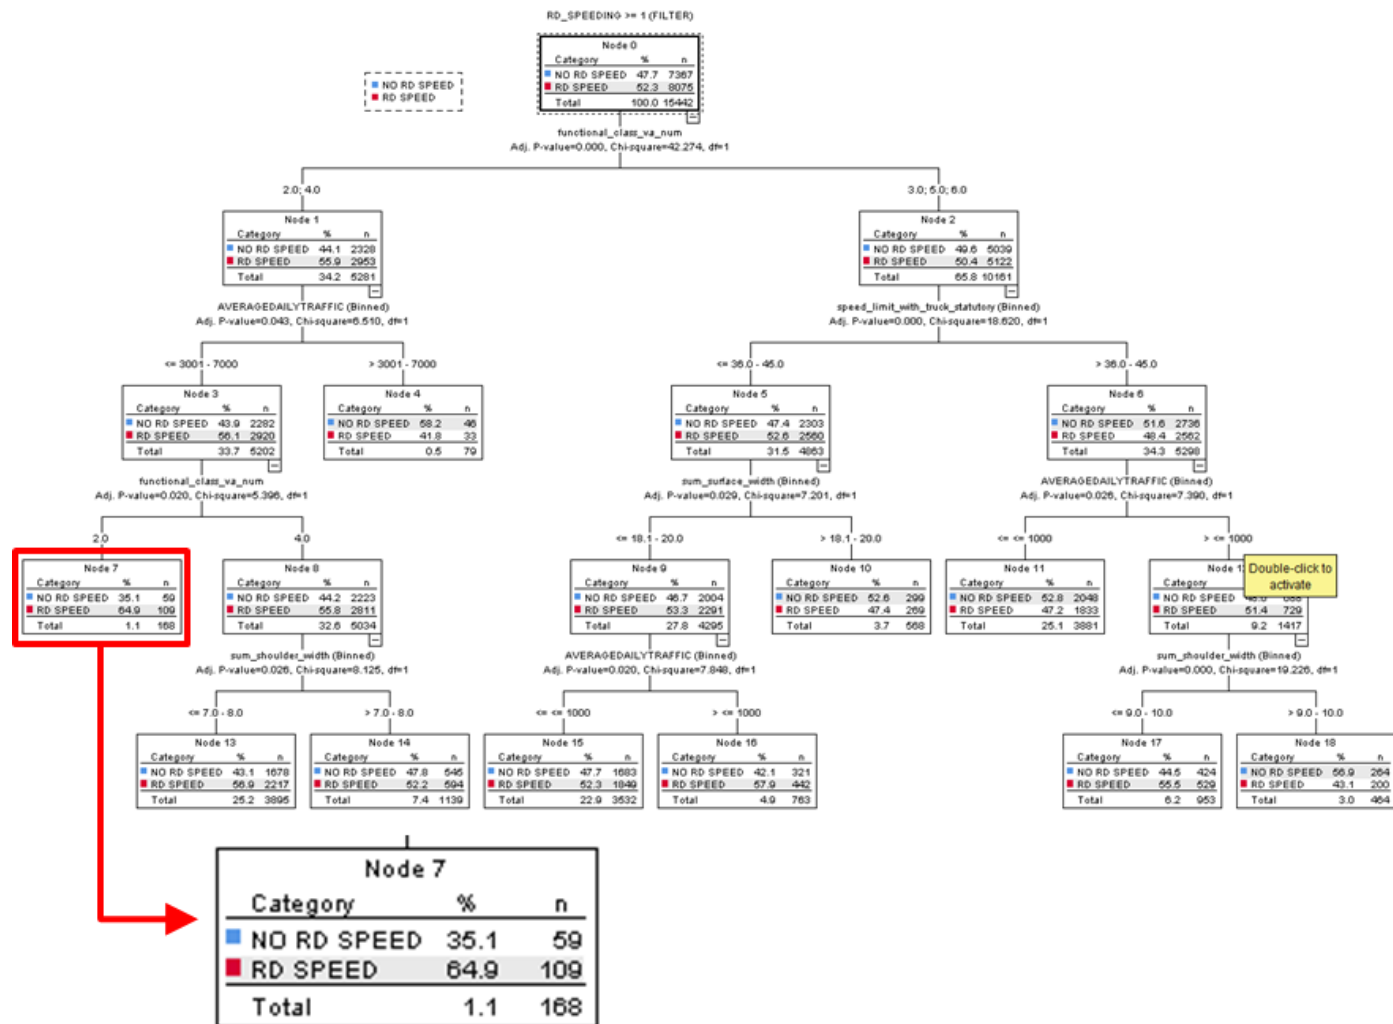 RD_SPEEDING >= 1 (FILTER)
NO RD SPEED
RD SPEED
Node 0
Category % n
NO RD SPEED 47.7 7367
RD SPEED 52.3 8075
Total 100.0 15442
functional_class_va_num
Adj. P-value=0.000, Chi-square=42.274, df=1
2.0; 4.0
3.0; 5.0; 6.0
Node 1
Category % n
NO RD SPEED 44.1 2328
RD SPEED 55.9 2953
Total 34.2 5281
Node 2
Category % n
NO RD SPEED 49.6 5039
RD SPEED 50.4 5122
Total 65.8 10161
AVERAGEDAILYTRAFFIC (Binned)
Adj. P-value=0.043, Chi-square=6.510, df=1
speed_limit_with_truck_statutory (Binned)
Adj. P-value=0.000, Chi-square=18.620, df=1
<= 3001 - 7000
> 3001 - 7000
<= 36.0 - 45.0
> 36.0 - 45.0
Node 3
Category % n
NO RD SPEED 43.9 2282
RD SPEED 56.1 2920
Total 33.7 5202
Node 4
Category % n
NO RD SPEED 58.2 46
RD SPEED 41.8 33
Total 0.5 79
Node 5
Category % n
NO RD SPEED 47.4 2303
RD SPEED 52.6 2560
Total 31.5 4863
Node 6
Category % n
NO RD SPEED 51.6 2736
RD SPEED 48.4 2562
Total 34.3 5298
functional_class_va_num
Adj. P-value=0.020, Chi-square=5.396, df=1
sum_surface_width (Binned)
Adj. P-value=0.029, Chi-square=7.201, df=1
AVERAGEDAILYTRAFFIC (Binned)
Adj. P-value=0.026, Chi-square=7.390, df=1
2.0
4.0
<= 18.1 - 20.0
> 18.1 - 20.0
<= <= 1000
> <= 1000
Node 7
Category % n
NO RD SPEED 35.1 59
RD SPEED 64.9 109
Total 1.1 168
Node 8
Category % n
NO RD SPEED 44.2 2223
RD SPEED 55.8 2811
Total 32.6 5034
Node 9
Category % n
NO RD SPEED 46.7 2004
RD SPEED 53.3 2291
Total 27.8 4295
Node 10
Category % n
NO RD SPEED 52.6 299
RD SPEED 47.4 269
Total 3.7 568
Node 11
Category % n
NO RD SPEED 52.8 2048
RD SPEED 47.2 1833
Total 25.1 3881
Node
Category %
NO RD SPEED
RD SPEED 51.4 729
Total 9.2 1417
Double-click to
activate
sum_shoulder_width (Binned)
Adj. P-value=0.026, Chi-square=8.125, df=1
AVERAGEDAILYTRAFFIC (Binned)
Adj. P-value=0.020, Chi-square=7.848, df=1
sum_shoulder_width (Binned)
Adj. P-value=0.000, Chi-square=19.226, df=1
<= 7.0 - 8.0
> 7.0 - 8.0
<= <= 1000
> <= 1000
<= 9.0 - 10.0
> 9.0 - 10.0
Node 13
Category % n
NO RD SPEED 43.1 1678
RD SPEED 56.9 2217
Total 25.2 3895
Node 14
Category % n
NO RD SPEED 47.8 545
RD SPEED 52.2 594
Total 7.4 1139
Node 15
Category % n
NO RD SPEED 47.7 1683
RD SPEED 52.3 1849
Total 22.9 3532
Node 16
Category % n
NO RD SPEED 42.1 321
RD SPEED 57.9 442
Total 4.9 763
Node 17
Category % n
NO RD SPEED 44.5 424
RD SPEED 55.5 529
Total 6.2 953
Node 18
Category % n
NO RD SPEED 56.9 264
RD SPEED 43.1 200
Total 3.0 464
Node 7
Category % n
NO RD SPEED 35.1 59
RD SPEED 64.9 109
Total 1.1 168